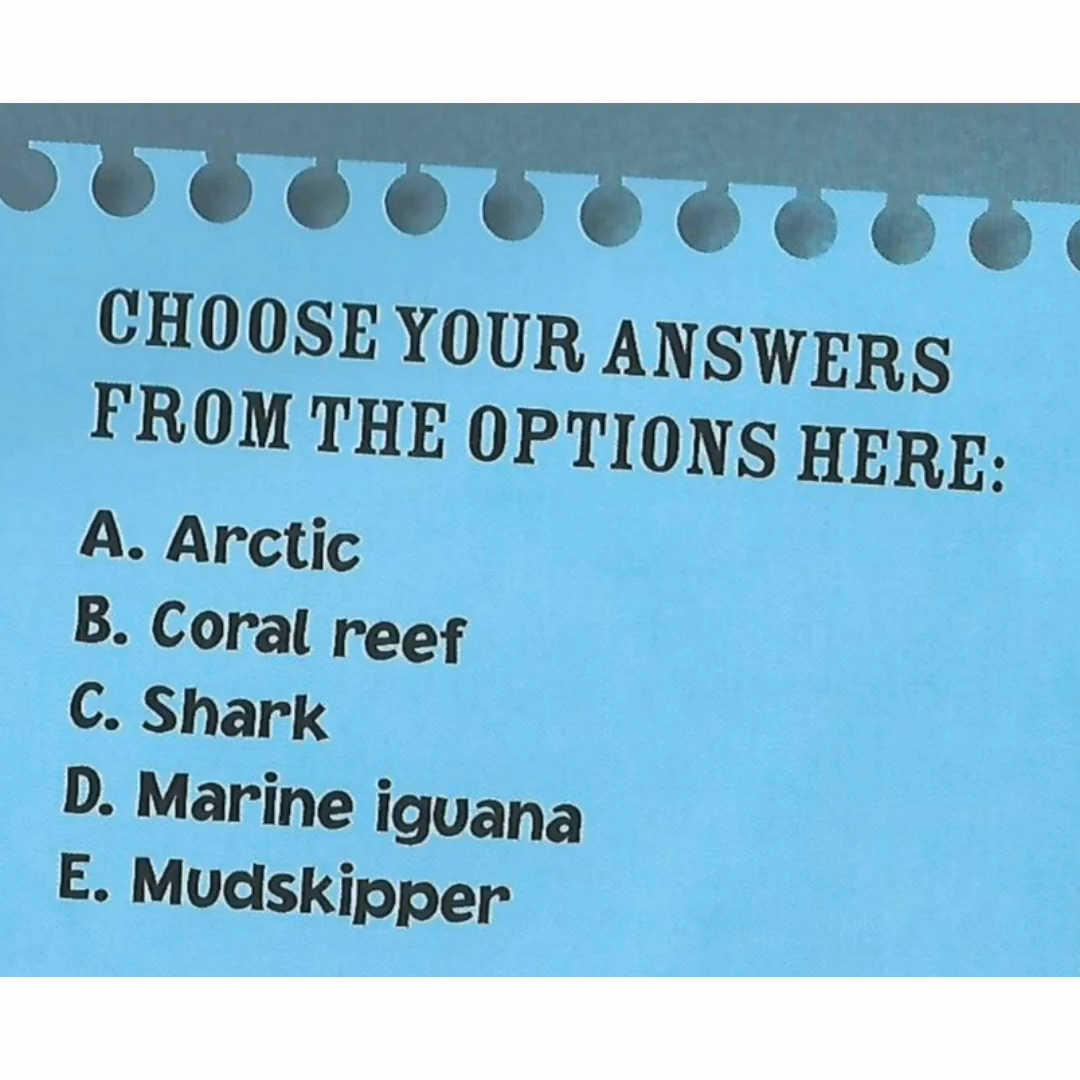 CHOOSE YOUR ANSWERS
FROM THE OPTIONS HERE:
A. Arctic
B. Coral reef
C. Shark
D. Marine iguana
E. Mudskipper